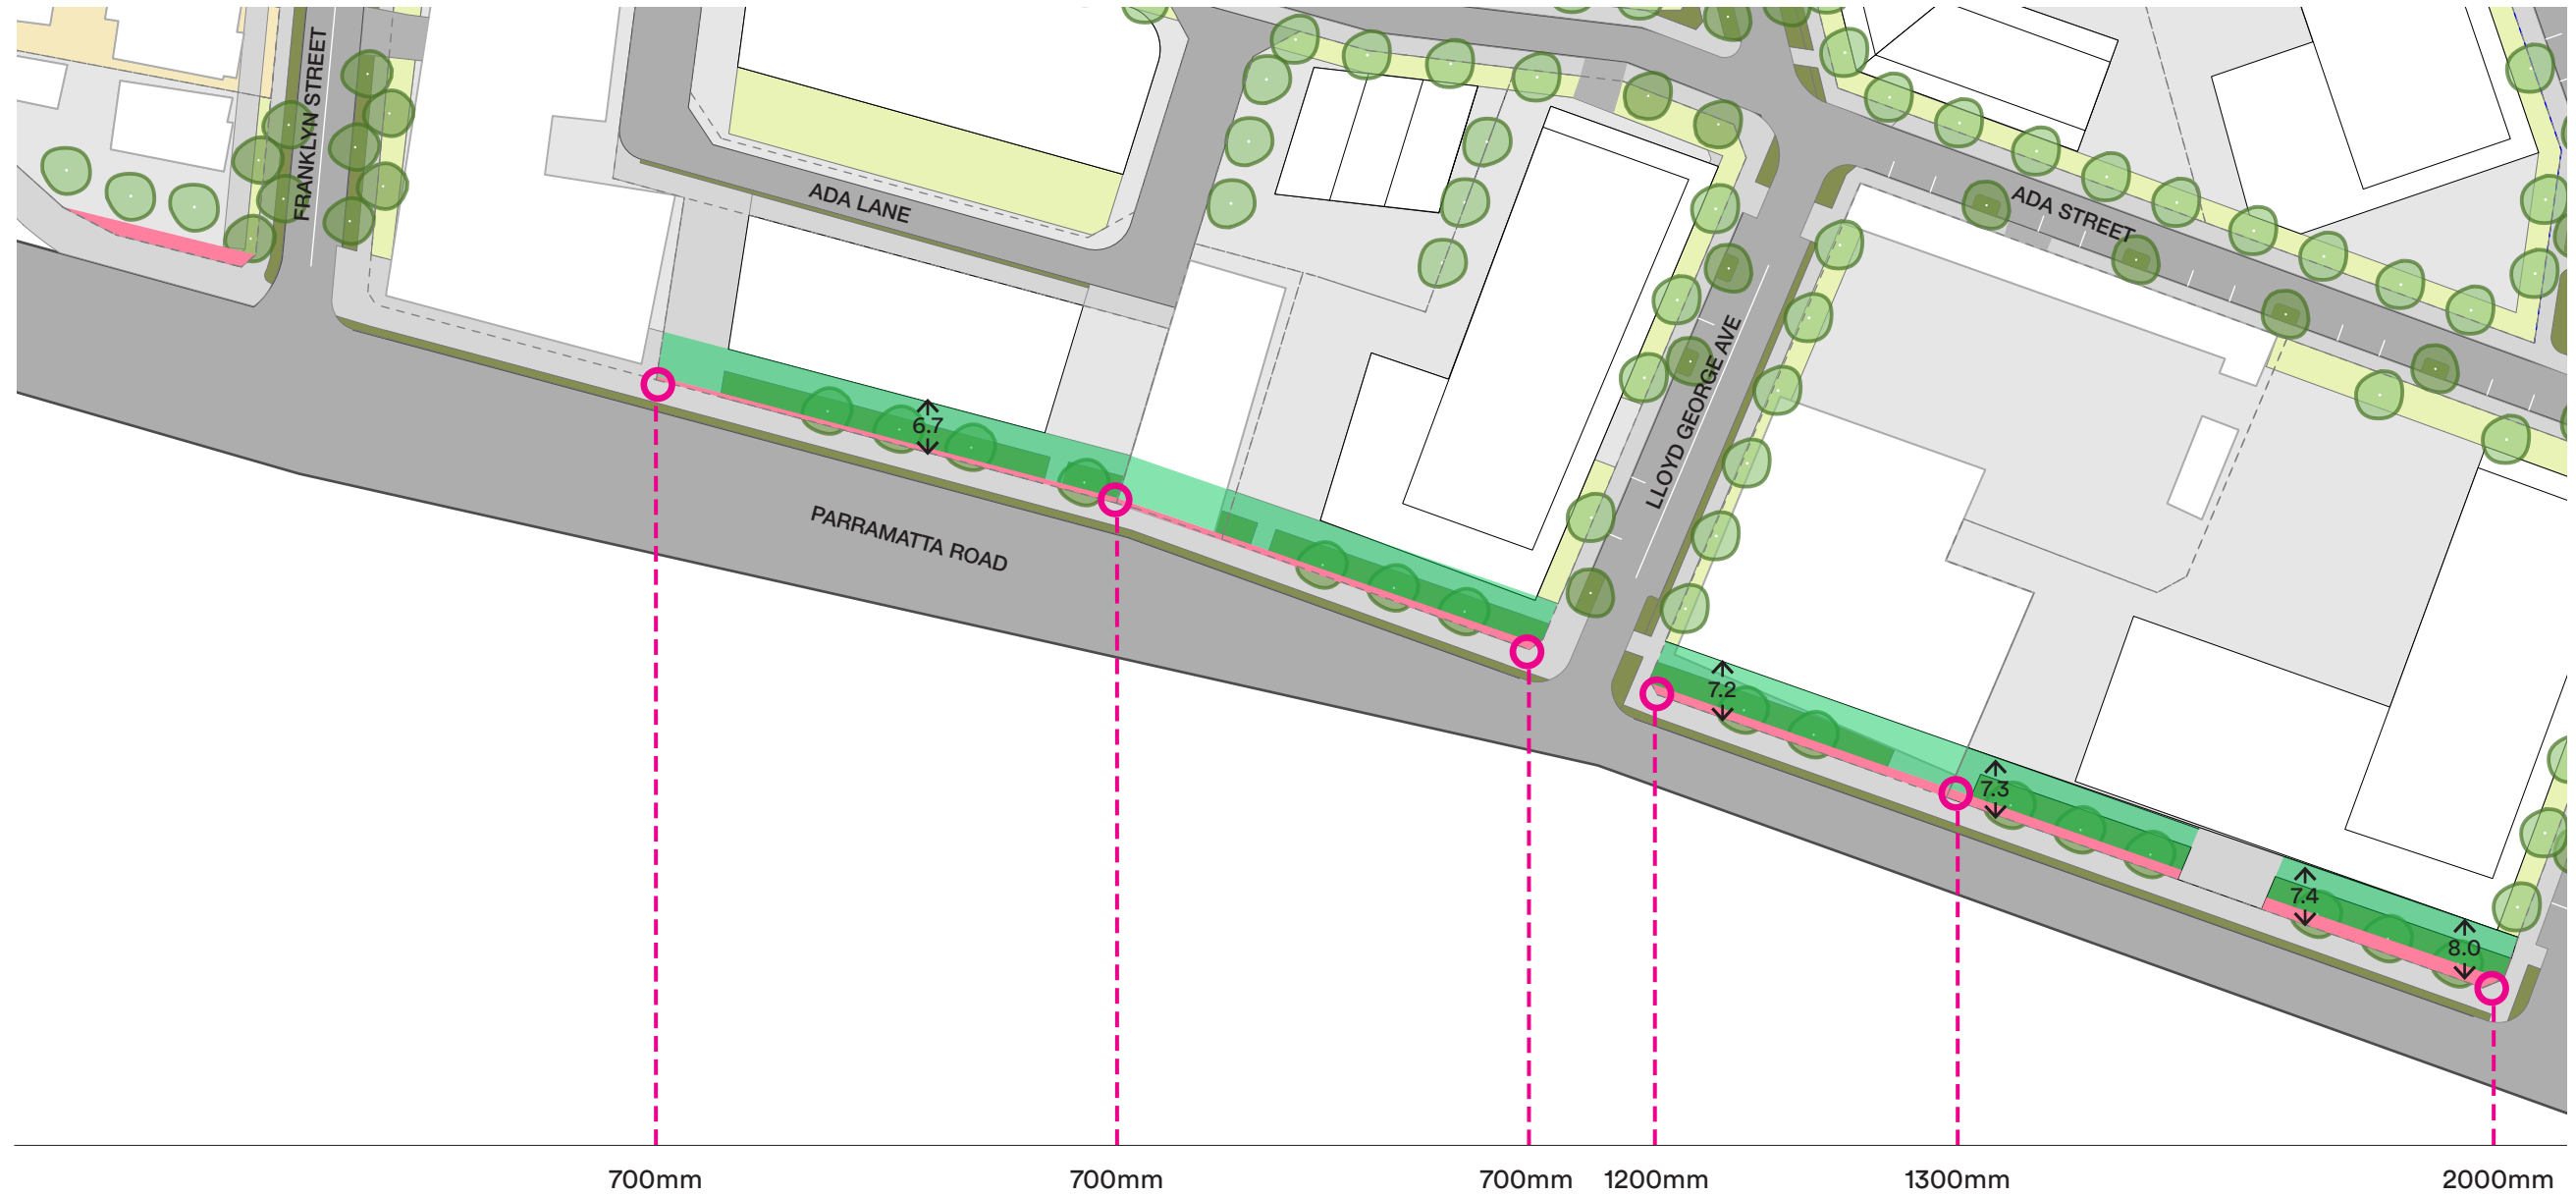 FRANKLYN STREET
ADA LANE
ADA STREET
LLOYD GEORGE AVE
6.7
PARRAMATTA ROAD
7.2
7.3
7.4
8.0
700mm
700mm
700mm
1200mm
1300mm
2000mm